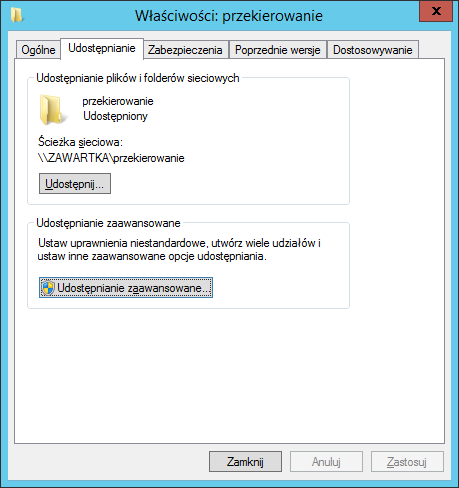 Właściwości: przekierowanie
x
Ogólne Udostępnianie Zabezpieczenia Poprzednie wersje Dostosowywanie
Udostępnianie plików i folderów sieciowych
przekierowanie
Udostępniony
Ścieżka sieciowa:
\\ZAWARTKA\przekierowanie
Udostępnij...
Udostępnianie zaawansowane
Ustaw uprawnienia niestandardowe, utwórz wiele udziałów i
ustaw inne zaawansowane opcje udostępniania.
Udostępnianie zaawansowane...
Zamknij Anuluj Zastosuj